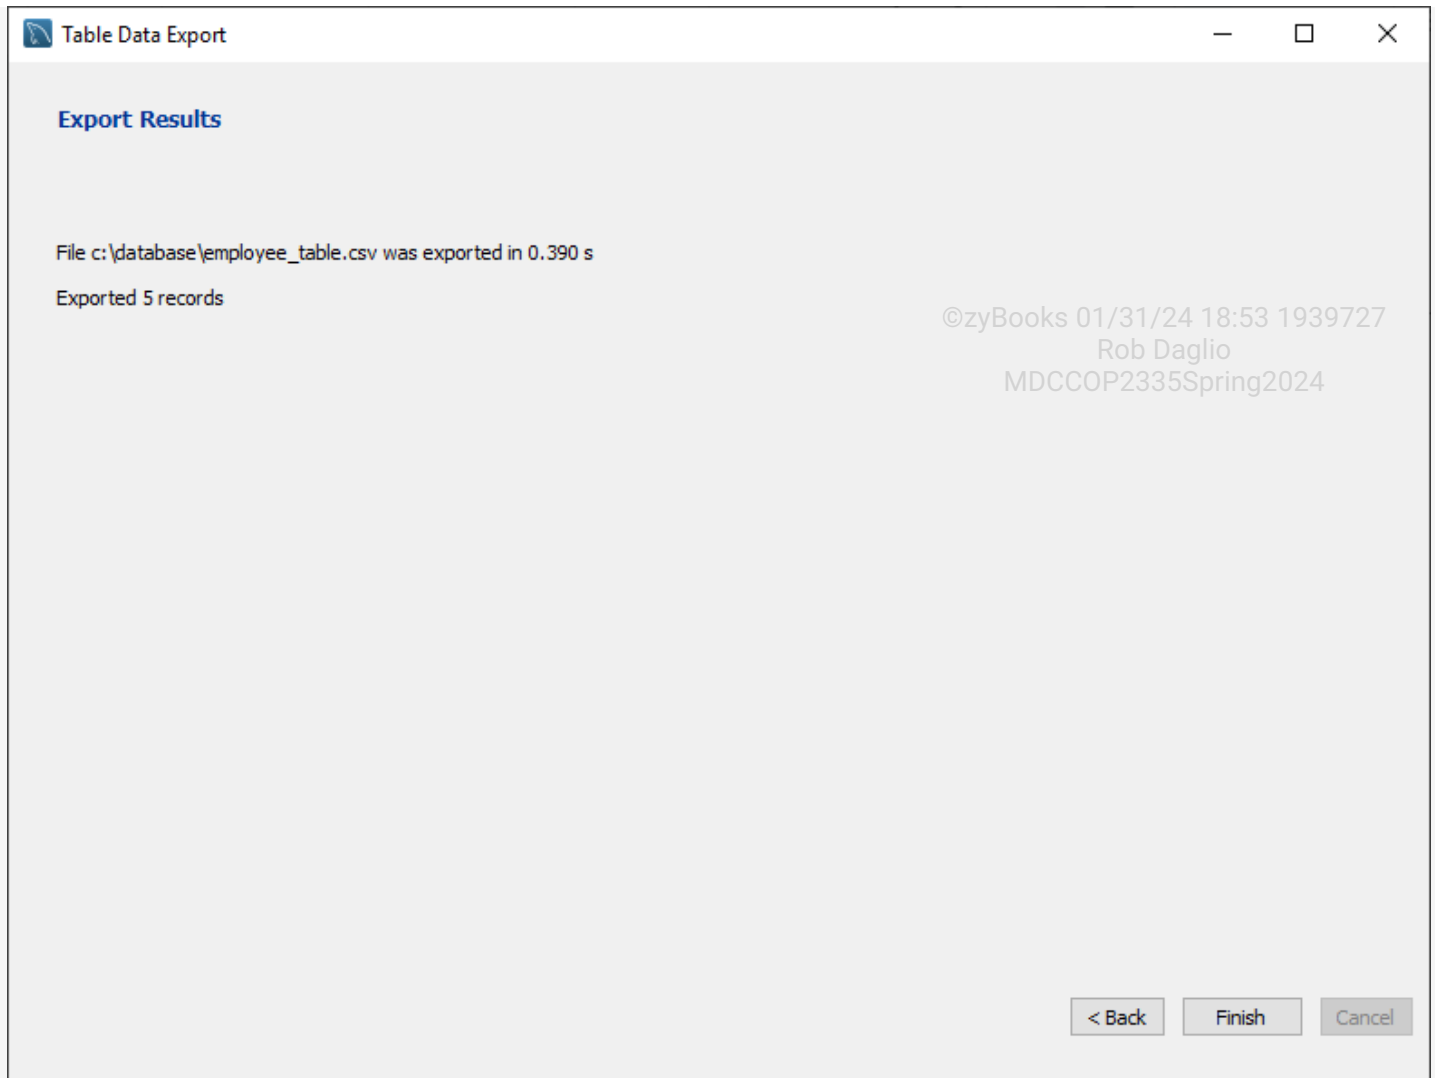 Table Data Export
Export Results
File c:\database\employee_table.csv was exported in 0.390 s
Exported 5 records
©zyBooks 01/31/24 18:53 1939727
Rob Daglio
MDCCOP2335Spring2024
< Back
Finish
Cancel